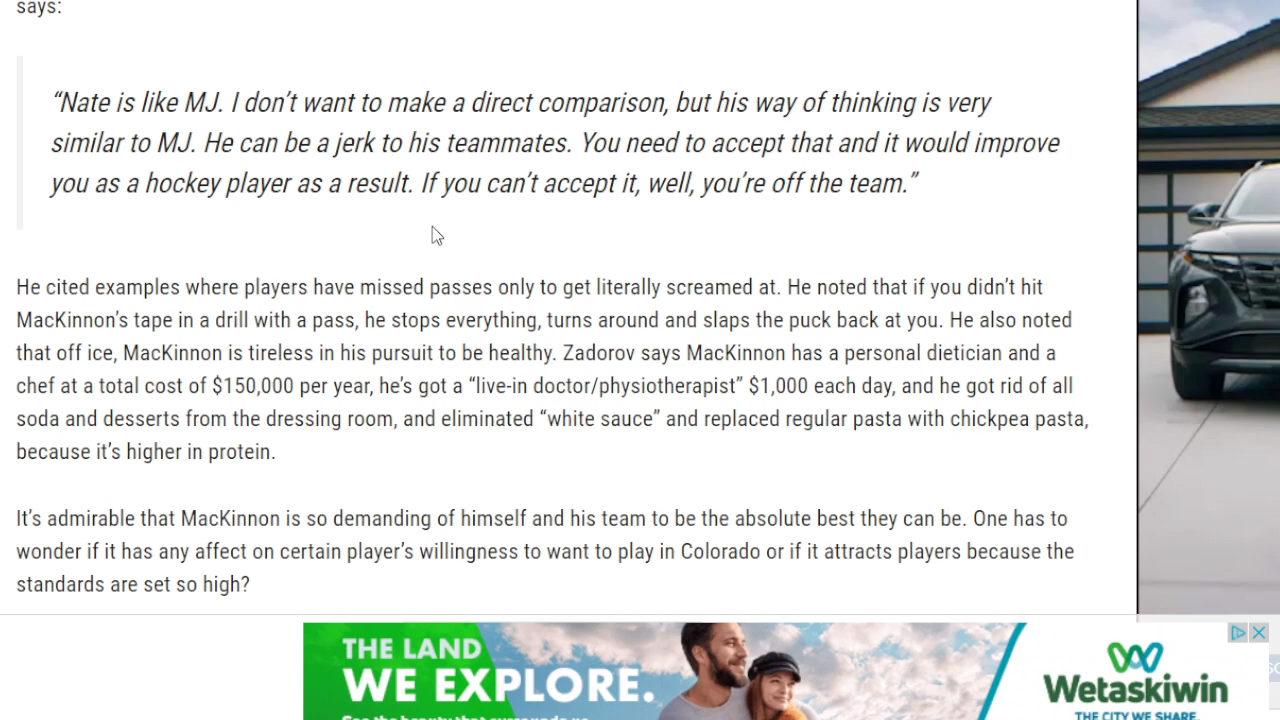 says:
“Nate is like MJ. I don’t want to make a direct comparison, but his way of thinking is very
similar to MJ. He can be a jerk to his teammates. You need to accept that and it would improve
you as a hockey player as a result. If you can’t accept it, well, you’re off the team.”
He cited examples where players have missed passes only to get literally screamed at. He noted that if you didn’t hit
MacKinnon’s tape in a drill with a pass, he stops everything, turns around and slaps the puck back at you. He also noted
that off ice, MacKinnon is tireless in his pursuit to be healthy. Zadorov says MacKinnon has a personal dietician and a
chef at a total cost of $150,000 per year, he’s got a “live-in doctor/physiotherapist” $1,000 each day, and he got rid of all
soda and desserts from the dressing room, and eliminated “white sauce” and replaced regular pasta with chickpea pasta,
because it’s higher in protein.
It’s admirable that MacKinnon is so demanding of himself and his team to be the absolute best they can be. One has to
wonder if it has any affect on certain player’s willingness to want to play in Colorado or if it attracts players because the
standards are set so high?
THE LAND
WE EXPLORE.
Wetaskiwin
THE CITY WE SHARE.